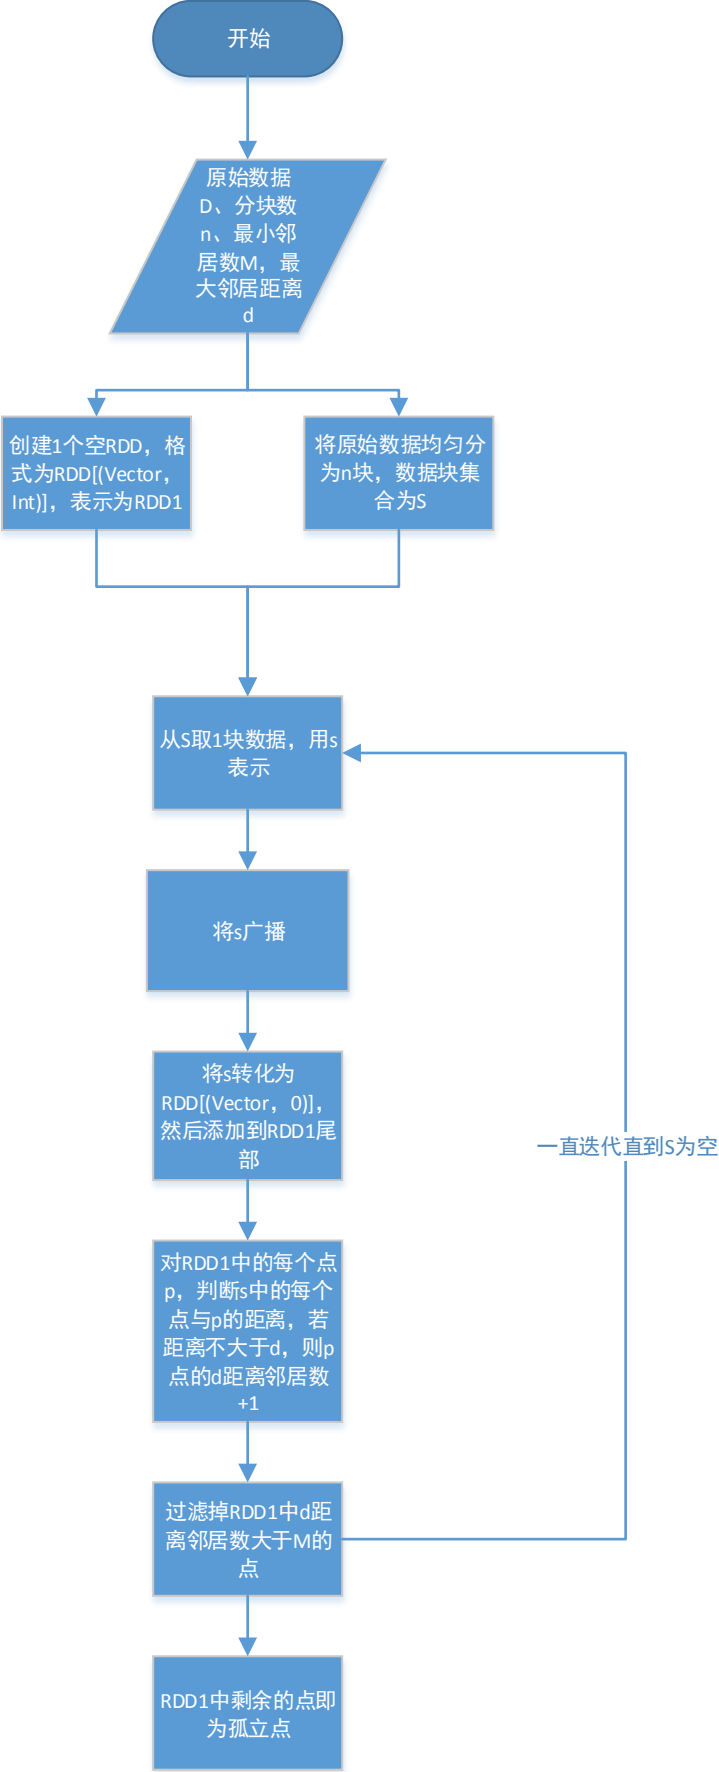 开始
原始数据
D、分块数
n、最小邻
居数M，最
大邻居距离
d
创建1个空RDD，格
式为RDD[(Vector，
Int)]，表示为RDD1
将原始数据均匀分
为n块，数据块集
合为S
从S取1块数据，用s
表示
将s广播
将s转化为
RDD[(Vector，0)]，
然后添加到RDD1尾
部
一直迭代直到S为空
对RDD1中的每个点
p，判断s中的每个
点与p的距离，若
距离不大于d，则p
点的d距离邻居数
+1
过滤掉RDD1中d距
离邻居数大于M的
点
RDD1中剩余的点即
为孤立点